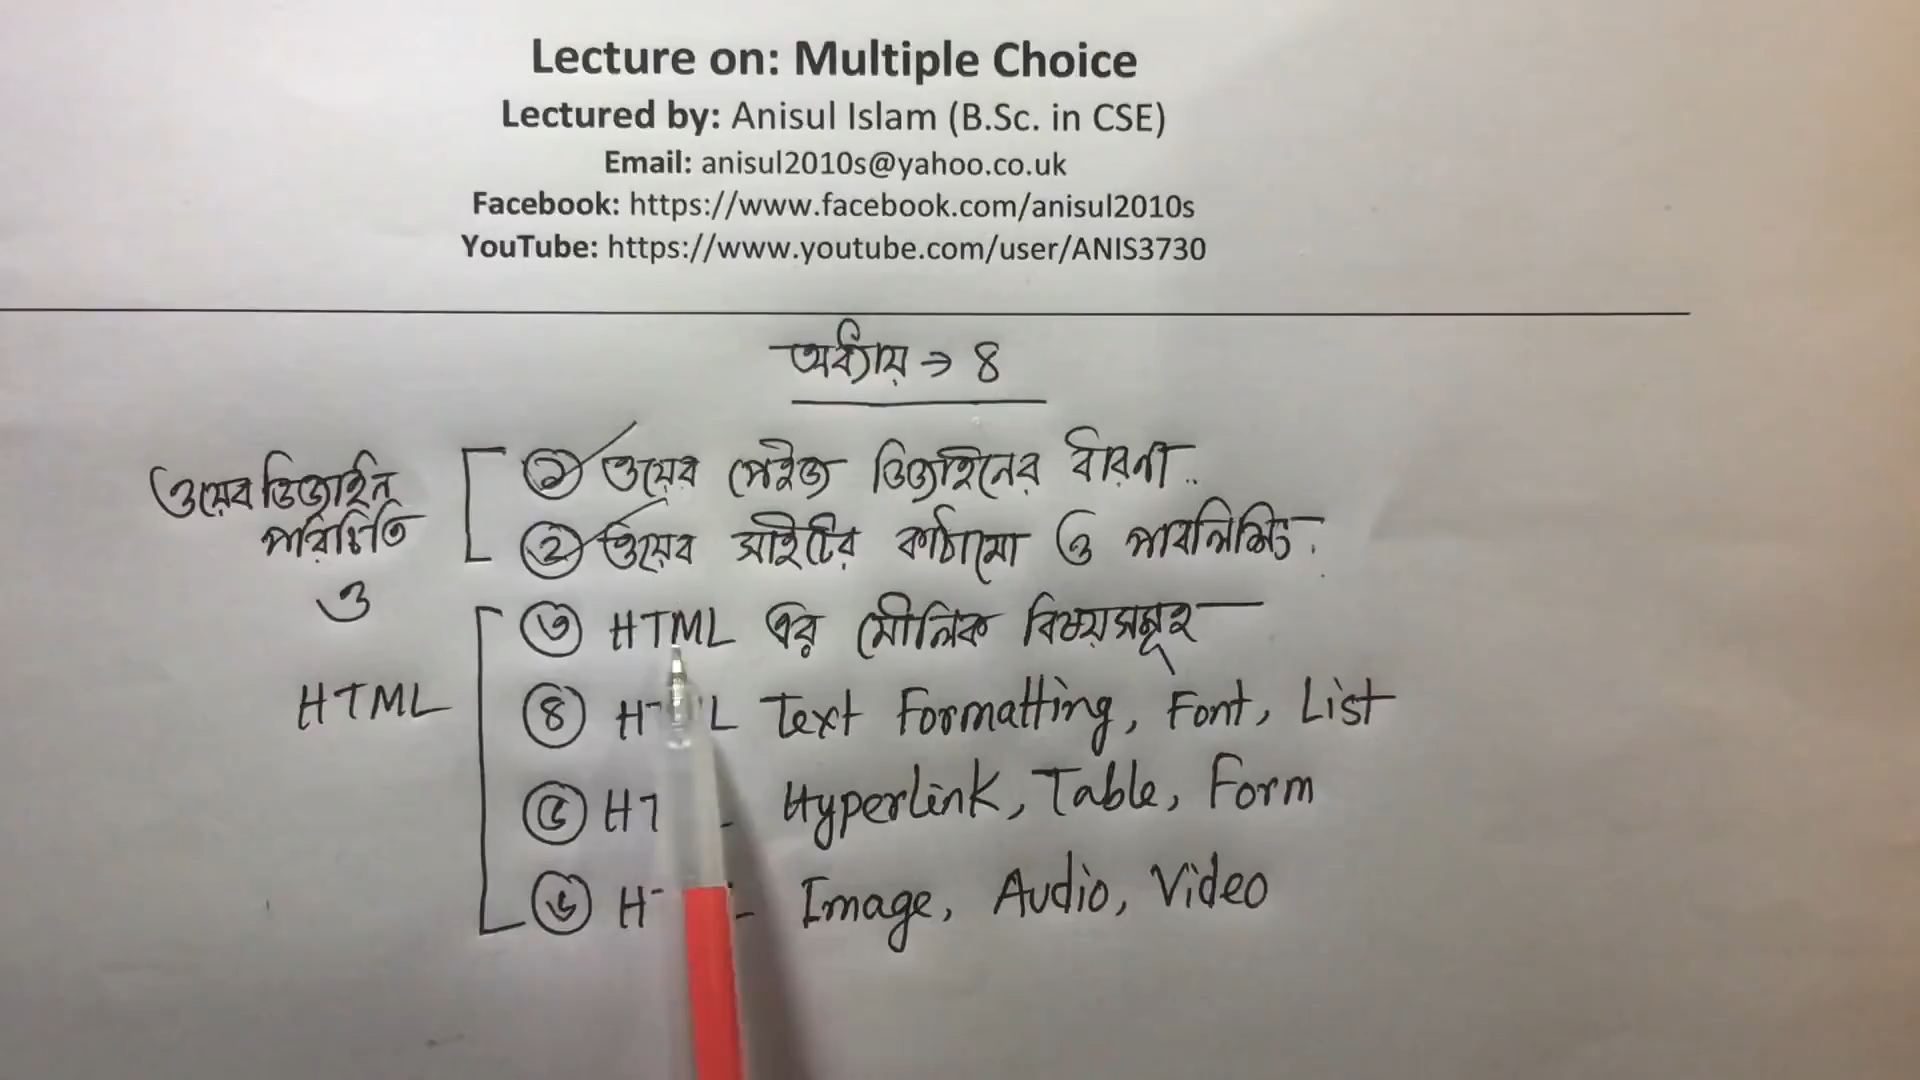 Lecture on: Multiple Choice
Lectured by: Anisul Islam (B.Sc. in CSE)
Email: anisul2010s@yahoo.co.uk
Facebook: https://www.facebook.com/anisul2010s
YouTube: https://www.youtube.com/user/ANIS3730
অধ্যায় → ৪
ওয়েব ডিজাইন
পরিচিতি
ও
HTML
১ ওয়েব পেইজ ডিজাইনের ধারনা..
২ ওয়েব সাইটের কাঠামো ও পাবলিশিং.
৩ HTML এর মৌলিক বিষয়সমূহ
৪ Text Formatting, Font, List
৫ Hyperlink, Table, Form
৬ Image, Audio, Video